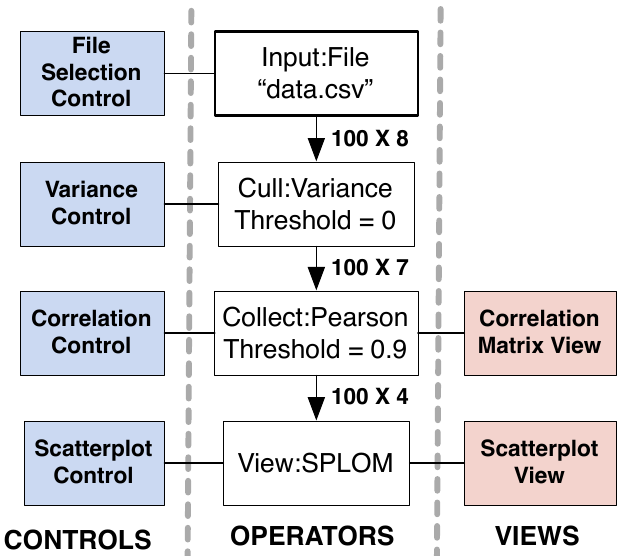 File
Selection
Control
Input:File
“data.csv”
100 X 8
Variance
Control
Cull:Variance
Threshold = 0
100 X 7
Correlation
Control
Collect:Pearson
Threshold = 0.9
Correlation
Matrix View
100 X 4
Scatterplot
Control
View:SPLOM
Scatterplot
View
CONTROLS
OPERATORS
VIEWS